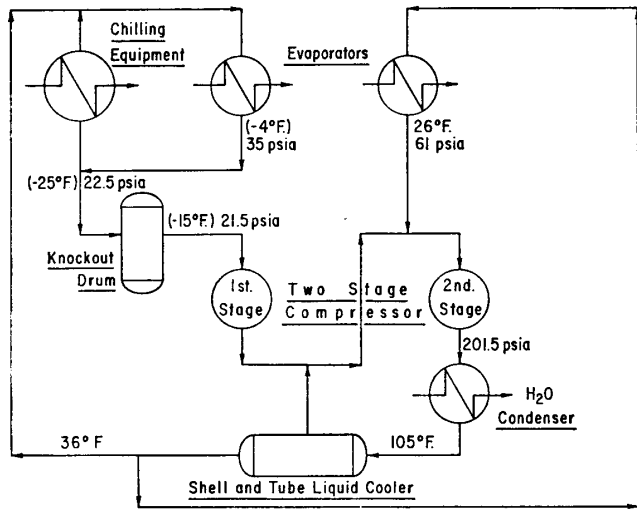 Chilling
Equipment
Evaporators
(-4°F.)
35 psia
26°F.
61 psia
(-25°F.) 22.5 psia
(-15°F.) 21.5 psia
Knockout
Drum
1st.
Stage
Two Stage
Compressor
2nd.
Stage
201.5 psia
H₂O
Condenser
36°F
105°F.
Shell and Tube Liquid Cooler